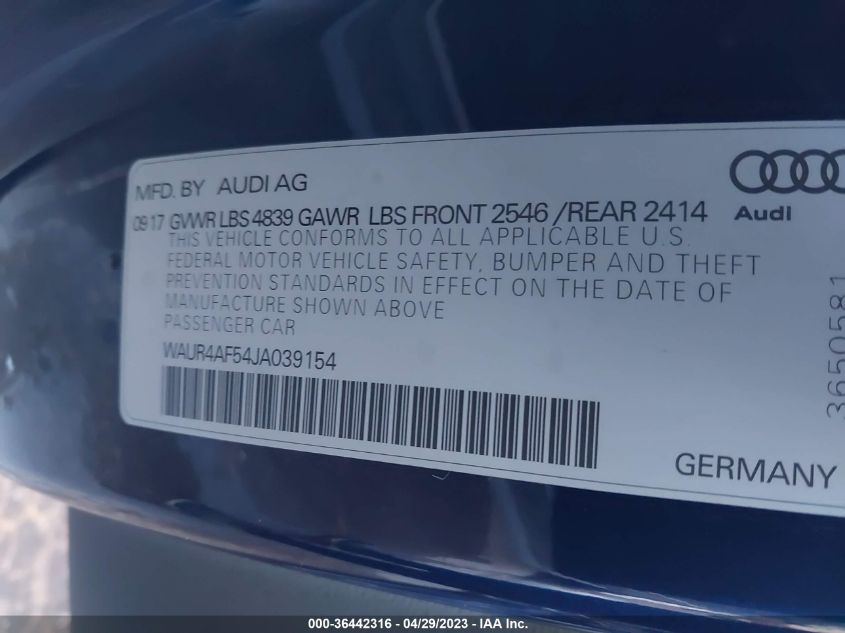 MFD. BY AUDI AG
09 17 GVWR LBS 4839 GAWR LBS FRONT 2546 /REAR 2414
THIS VEHICLE CONFORMS TO ALL APPLICABLE U.S.
FEDERAL MOTOR VEHICLE SAFETY, BUMPER AND THEFT
PREVENTION STANDARDS IN EFFECT ON THE DATE OF
MANUFACTURE SHOWN ABOVE
PASSENGER CAR
WAUR4AF54JA039154
Audi
3650581
GERMANY
000-36442316 - 04/29/2023 - IAA Inc.